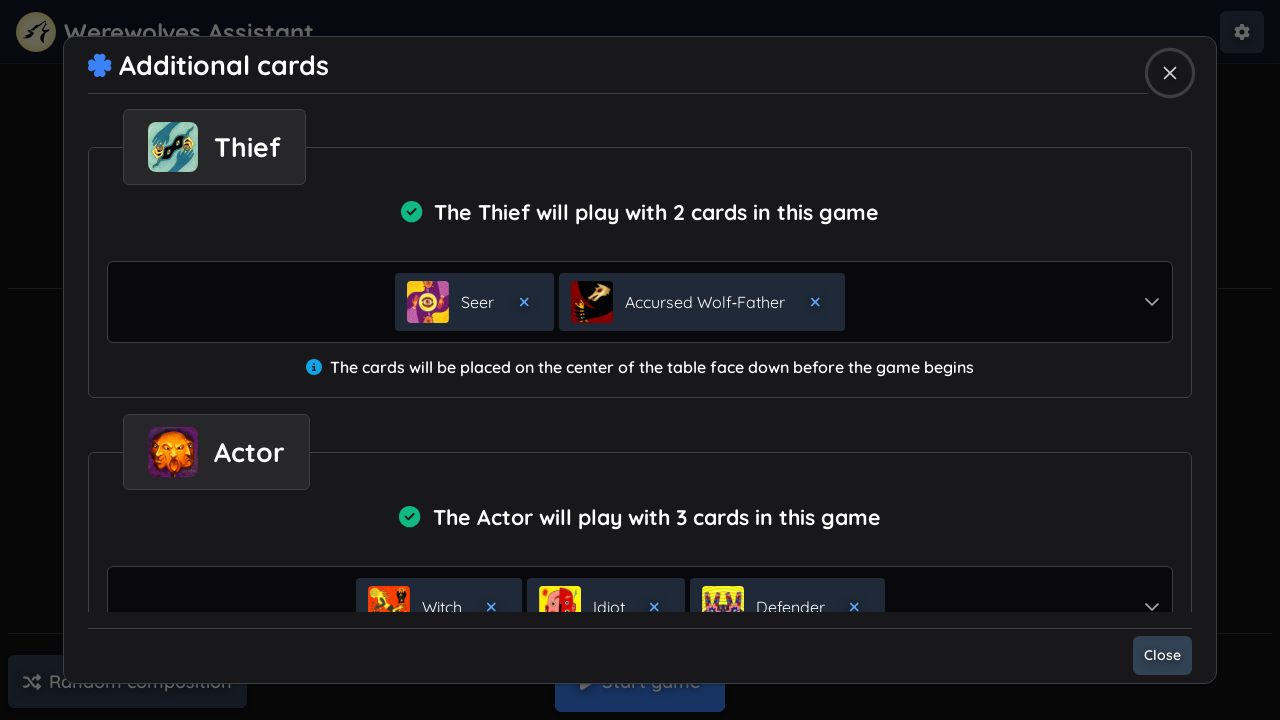 Werewolves Assistant
Additional cards
Thief
The Thief will play with 2 cards in this game
Seer
Accursed Wolf-Father
The cards will be placed on the center of the table face down before the game begins
Actor
The Actor will play with 3 cards in this game
Witch
Idiot
Defender
Close
Random composition
Start game